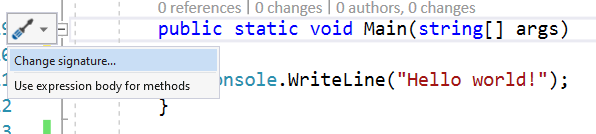 0 references | 0 changes | 0 authors, 0 changes
public static void Main(string[] args)
Change signature...
onsole.WriteLine("Hello world!");
Use expression body for methods
}